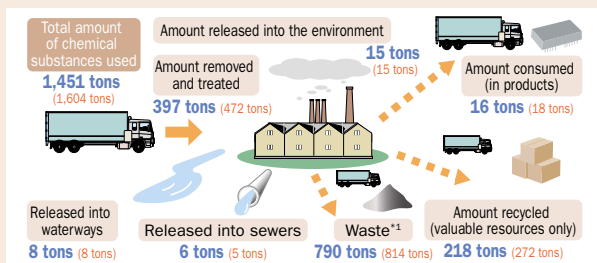 Total amount
of chemical
substances used
1,451 tons
(1,604 tons)
Amount released into the environment
15 tons
(15 tons)
Amount removed
and treated
397 tons (472 tons)
Amount consumed
(in products)
16 tons (18 tons)
Released into
waterways
8 tons (8 tons)
Released into sewers
6 tons (5 tons)
Waste*1
790 tons (814 tons)
Amount recycled
(valuable resources only)
218 tons (272 tons)